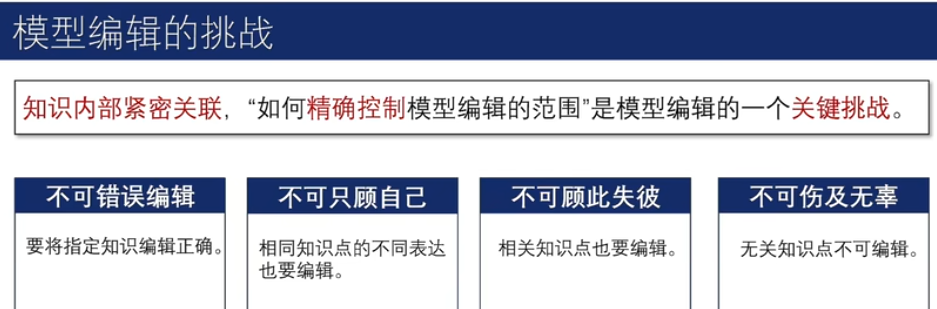 模型编辑的挑战
知识内部紧密关联，“如何精确控制模型编辑的范围”是模型编辑的一个关键挑战。
不可错误编辑
要将指定知识编辑正确。
不可只顾自己
相同知识点的不同表达
也要编辑。
不可顾此失彼
相关知识点也要编辑。
不可伤及无辜
无关知识点不可编辑。